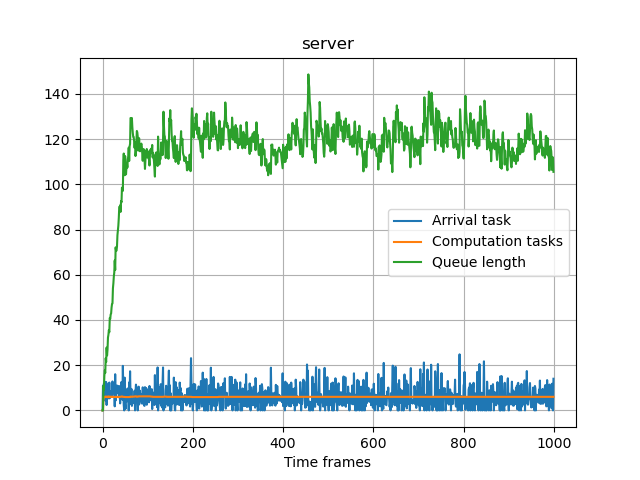 server
140
120
100
80
60
40
20
0
Arrival task
Computation tasks
Queue length
0 200 400 600 800 1000
Time frames